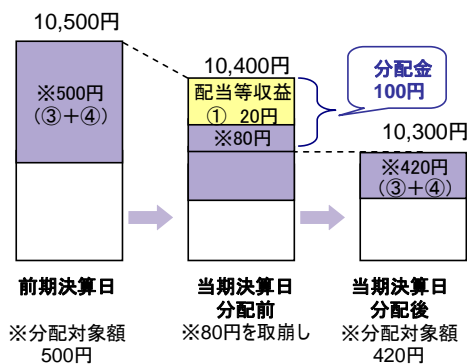 10,500円
※500円
(③+④)
前期決算日
※分配対象額
500円
10,400円
配当等収益
① 20円
※80円
当期決算日
分配前
※80円を取崩し
分配金
100円
10,300円
※420円
(③+④)
当期決算日
分配後
※分配対象額
420円